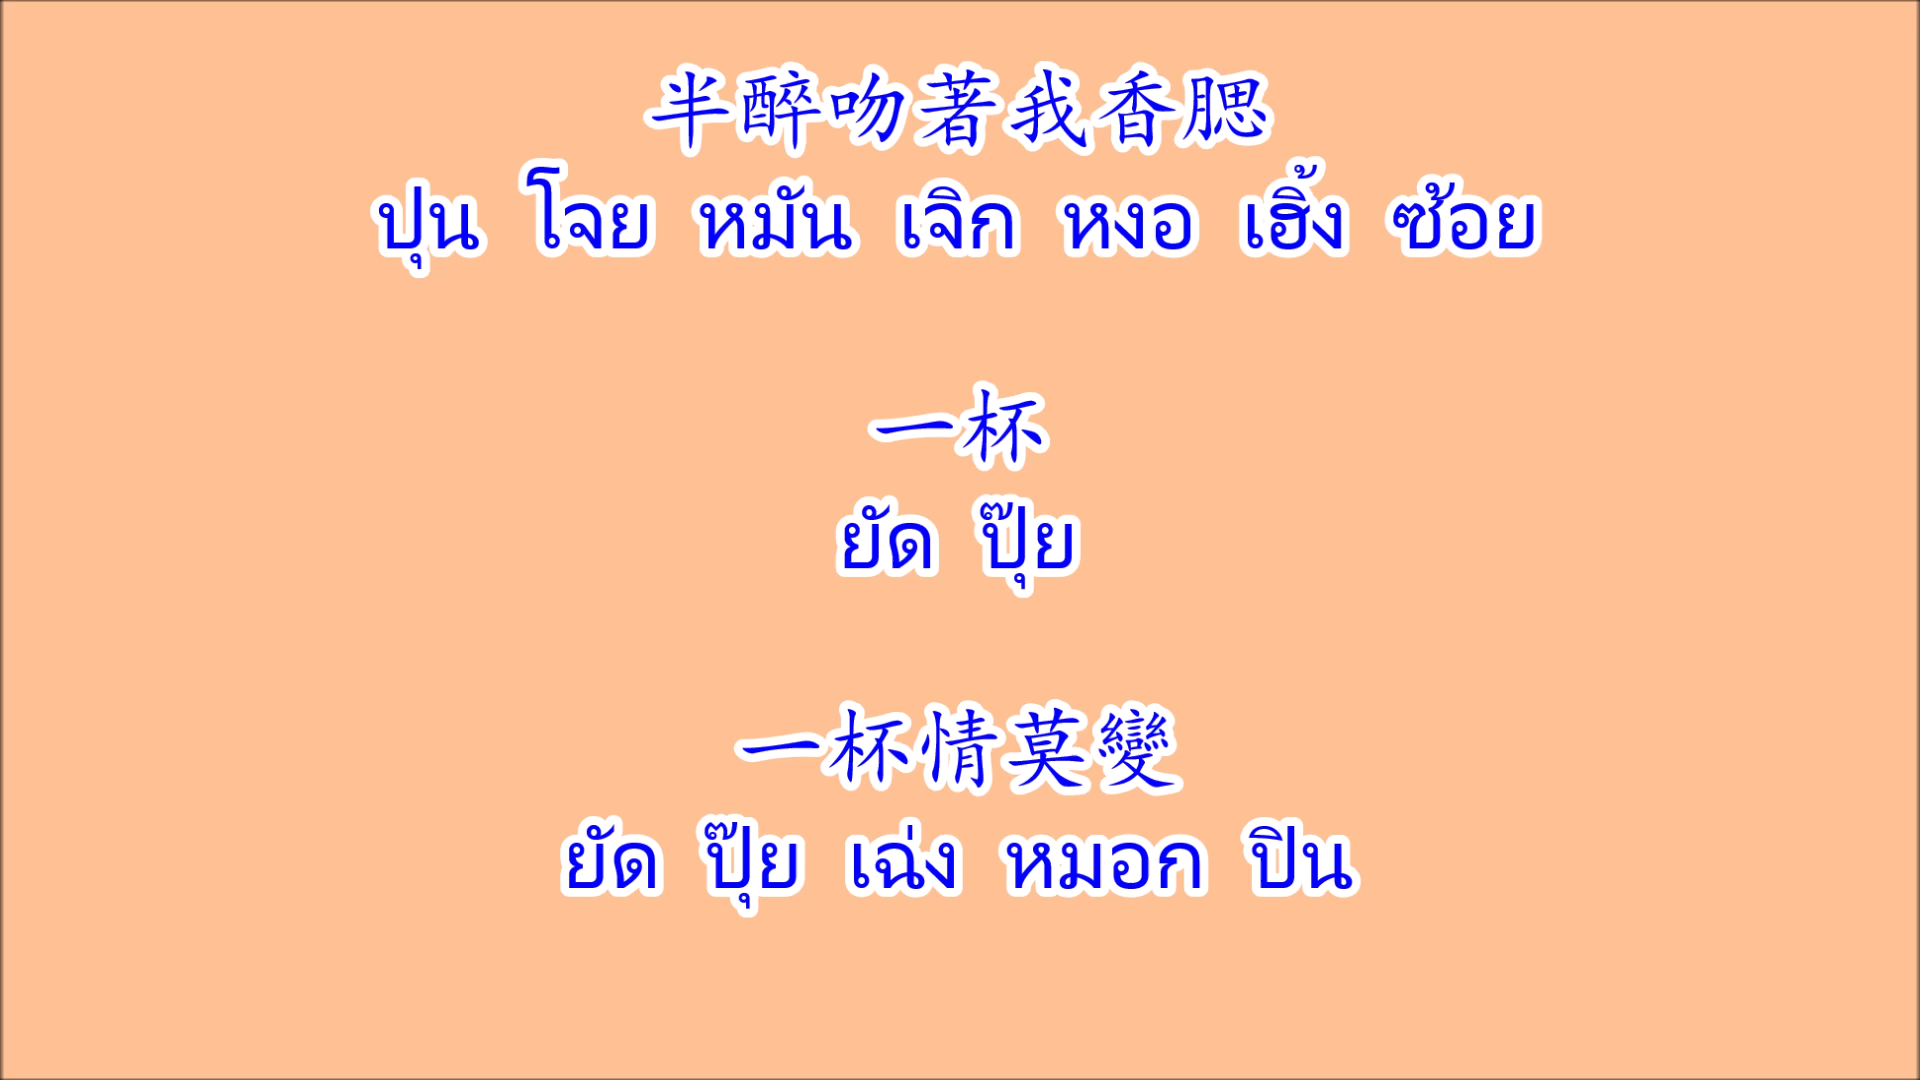 半醉吻著我香腮
ปุน โจย หมัน เจิก หงอ เฮิ้ง ซ้อย
一杯
ยัด ปุ๊ย
一杯情莫變
ยัด ปุ๊ย เฉ่ง หมอก ปิน